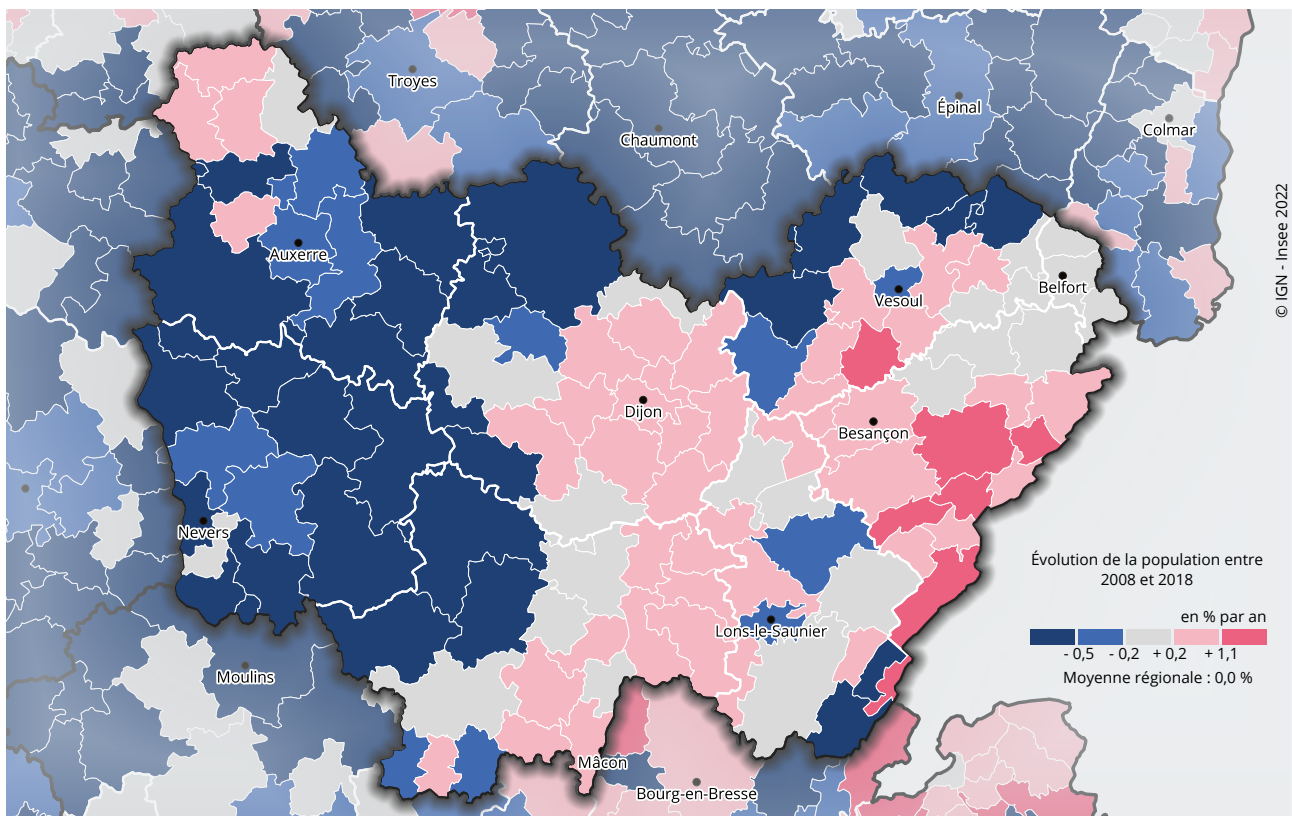 Troyes
Épinal
Colmar
Chaumont
© IGN - Insee 2022
Auxerre
Belfort
Vesoul
Dijon
Besançon
Nevers
Évolution de la population entre
2008 et 2018
en % par an
- 0,5 - 0,2 + 0,2 + 1,1
Moyenne régionale : 0,0 %
Lons-le-Saunier
Moulins
Mâcon
Bourg-en-Bresse